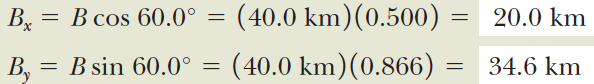 Bₓ = B cos 60.0° = (40.0 km)(0.500) = 20.0 km
B_y = B sin 60.0° = (40.0 km)(0.866) = 34.6 km